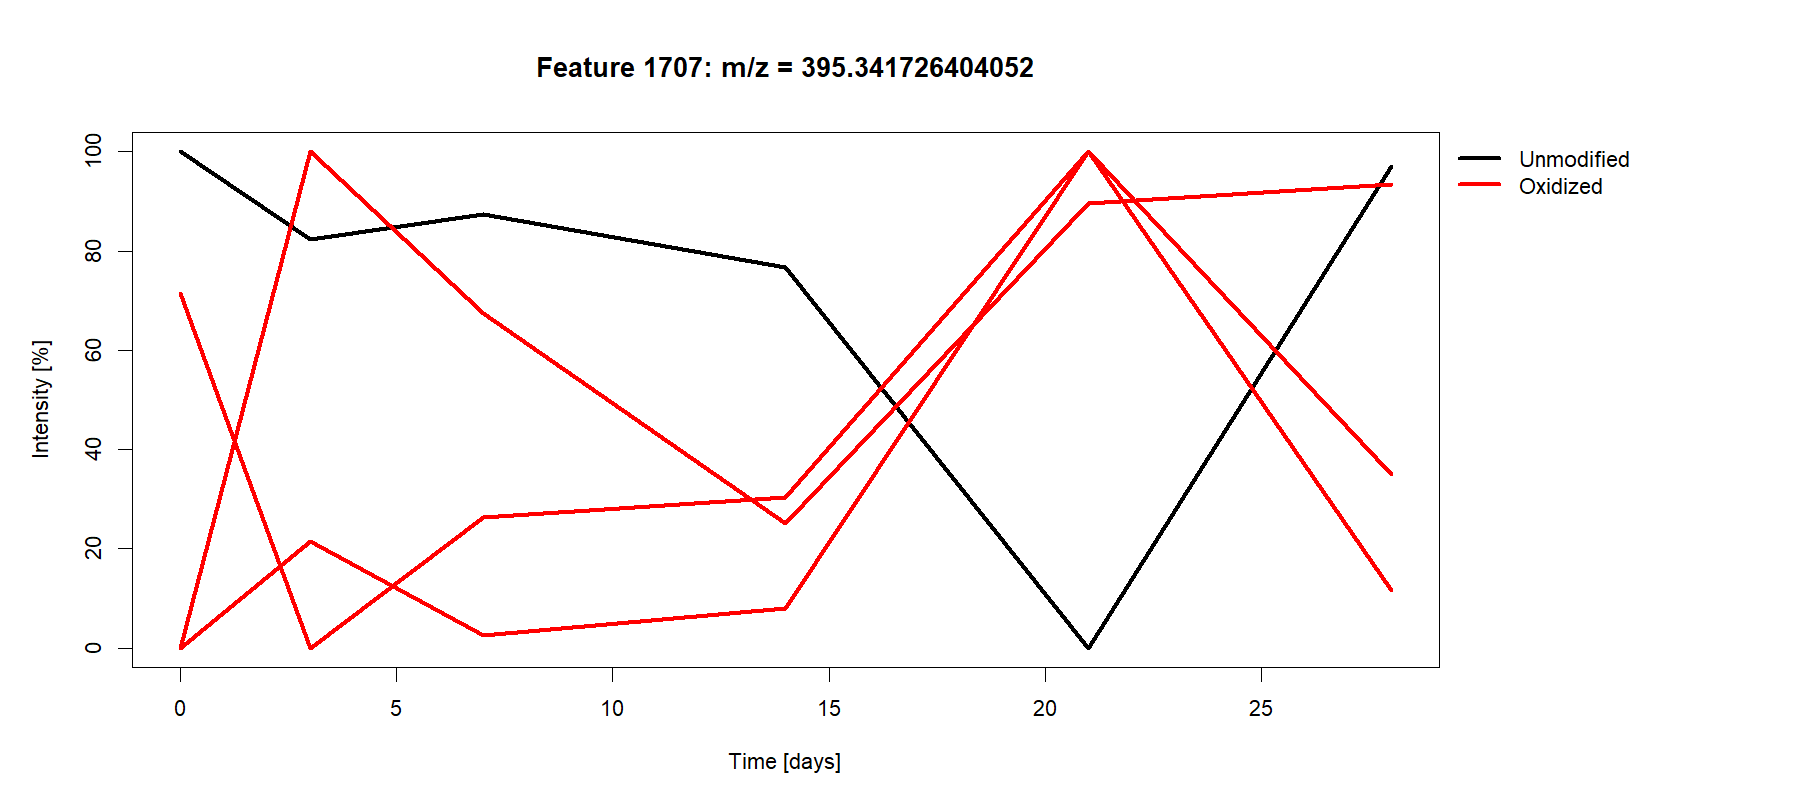 Feature 1707: m/z = 395.341726404052
Unmodified
Oxidized
Intensity [%]
100
80
60
40
20
0
0 5 10 15 20 25
Time [days]